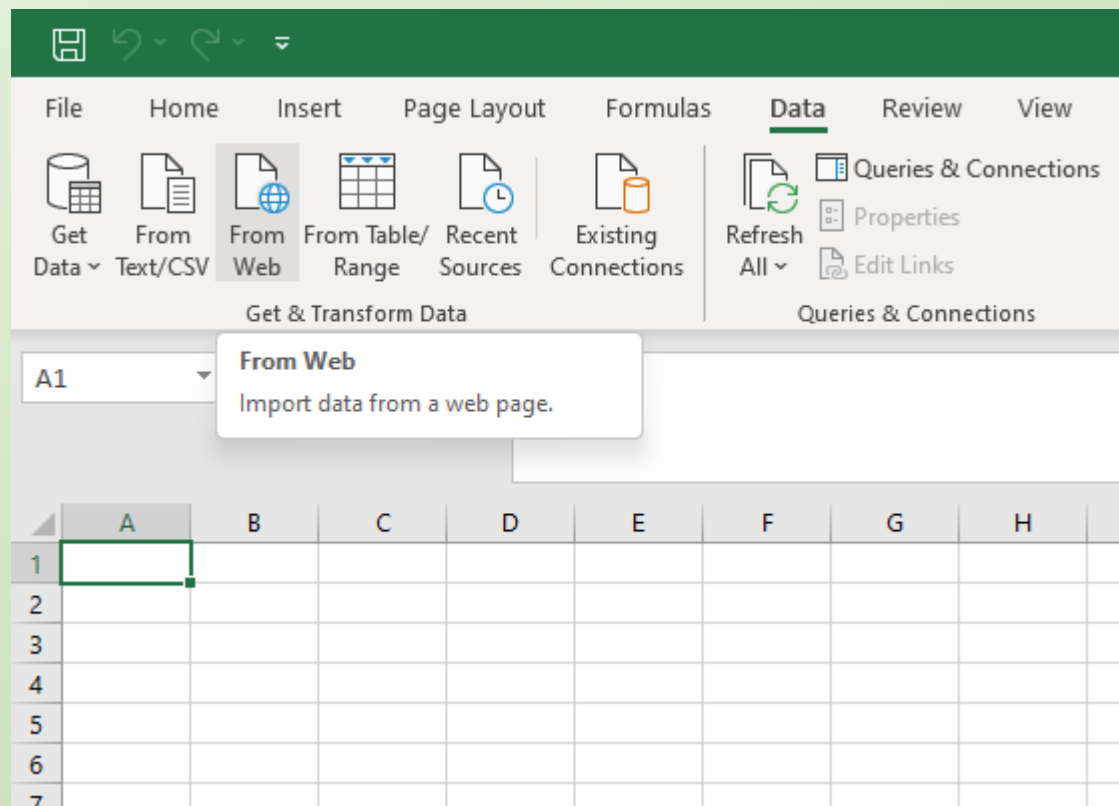 File Home Insert Page Layout Formulas Data Review View
Get Data
From Text/CSV
From Web
From Table/ Range
Recent Sources
Existing Connections
Refresh All
Queries & Connections
Properties
Edit Links
Get & Transform Data
Queries & Connections
A1
From Web
Import data from a web page.
A B C D E F G H
1
2
3
4
5
6
7